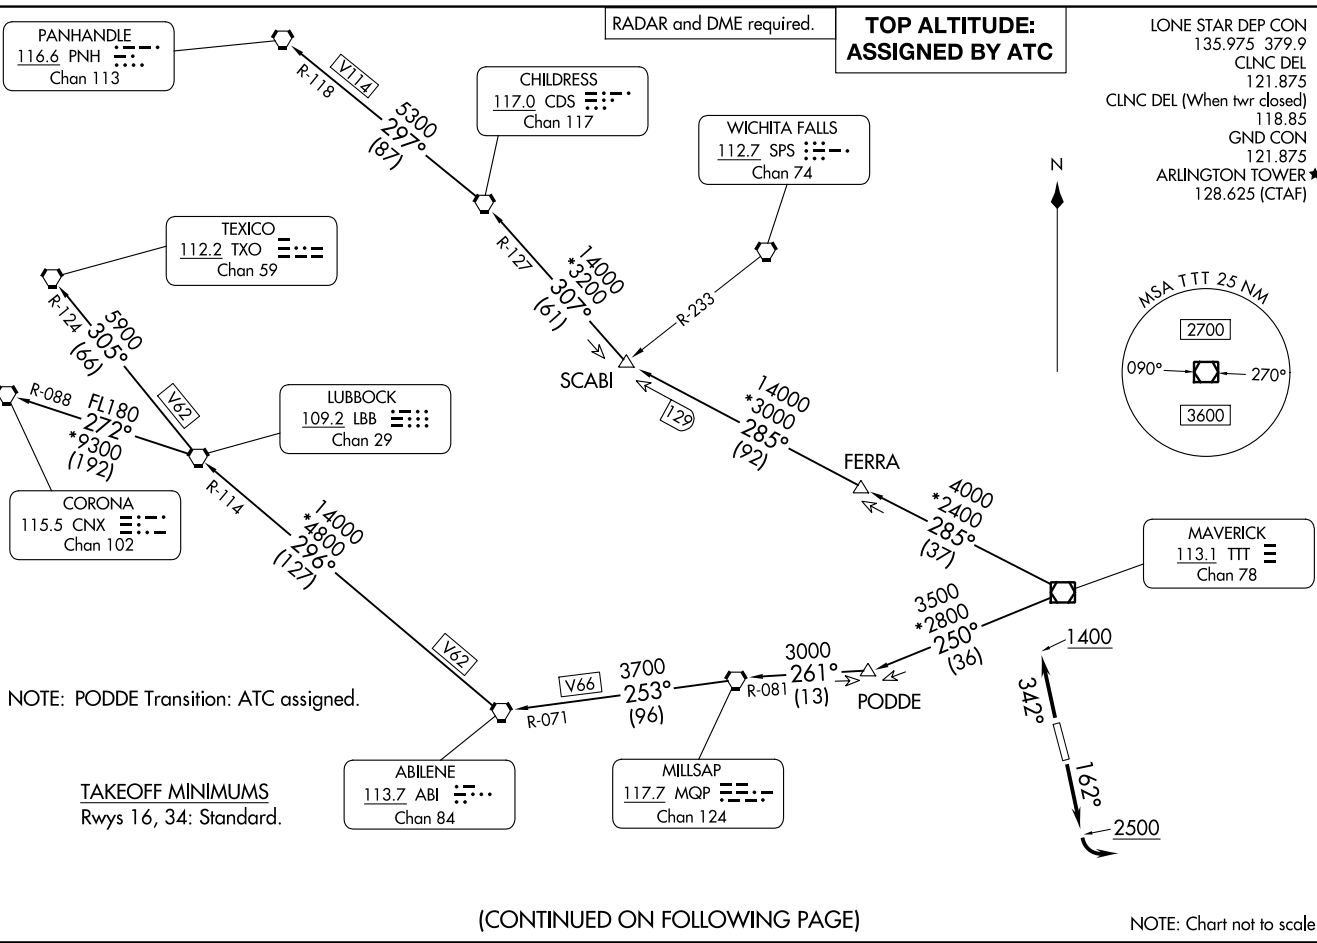 RADAR and DME required.
TOP ALTITUDE:
ASSIGNED BY ATC
LONE STAR DEP CON
135.975 379.9
CLNC DEL
121.875
CLNC DEL (When twr closed)
118.85
GND CON
121.875
ARLINGTON TOWER★
128.625 (CTAF)
PANHANDLE
116.6 PNH
Chan 113
R-118
V114
5300
297°
(87)
CHILDRESS
117.0 CDS
Chan 117
WICHITA FALLS
112.7 SPS
Chan 74
N
TEXICO
112.2 TXO
Chan 59
R-127
14000
*3200
307°
(61)
R-233
MSA TTT 25 NM
2700
090°
270°
3600
R-124
5900
305°
(66)
V62
SCABI
129
14000
*3000
285°
(92)
R-088
FL180
272°
*9300
(192)
LUBBOCK
109.2 LBB
Chan 29
FERRA
4000
*2400
285°
(37)
CORONA
115.5 CNX
Chan 102
R-114
14000
*4800
296°
(127)
MAVERICK
113.1 TTT
Chan 78
3500
*2800
250°
(36)
1400
342°
162°
2500
V62
3000
261°
(13)
R-081
PODDE
V66
3700
253°
(96)
R-071
NOTE: PODDE Transition: ATC assigned.
ABILENE
113.7 ABI
Chan 84
MILLSAP
117.7 MQP
Chan 124
TAKEOFF MINIMUMS
Rwys 16, 34: Standard.
(CONTINUED ON FOLLOWING PAGE)
NOTE: Chart not to scale